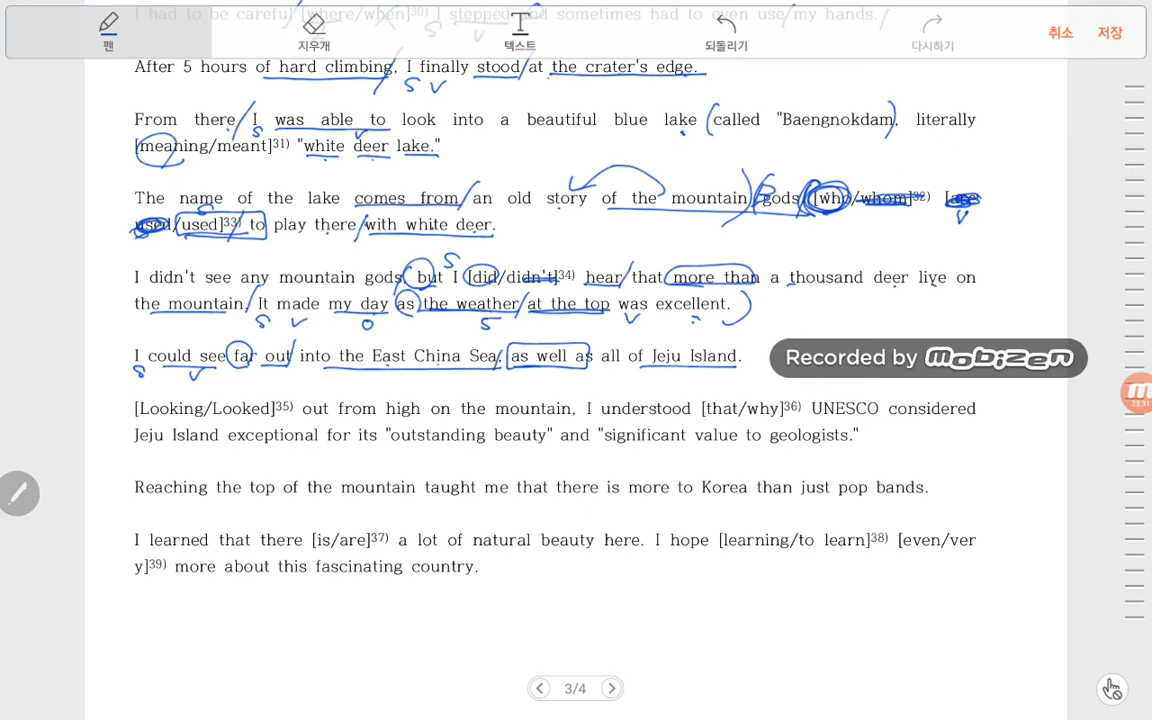 I had to be careful [where/when]30) I stepped and sometimes had to even use my hands.
펜
지우개
텍스트
되돌리기
다시하기
취소
저장
After 5 hours of hard climbing, I finally stood at the crater's edge.
S V
From there I was able to look into a beautiful blue lake (called "Baengnokdam), literally
S V
[meaning/meant]31) "white deer lake."
The name of the lake comes from an old story of the mountain gods [who/whom]32) [are
S V
used/used]33) to play there with white deer.
S
I didn't see any mountain gods, but I [did/didn't]34) hear that more than a thousand deer live on
the mountain. It made my day as the weather at the top was excellent.
S V O S V
I could see far out into the East China Sea, as well as all of Jeju Island.
S V
Recorded by mobizen
[Looking/Looked]35) out from high on the mountain, I understood [that/why]36) UNESCO considered
Jeju Island exceptional for its "outstanding beauty" and "significant value to geologists."
Reaching the top of the mountain taught me that there is more to Korea than just pop bands.
I learned that there [is/are]37) a lot of natural beauty here. I hope [learning/to learn]38) [even/ver
y]39) more about this fascinating country.
3/4